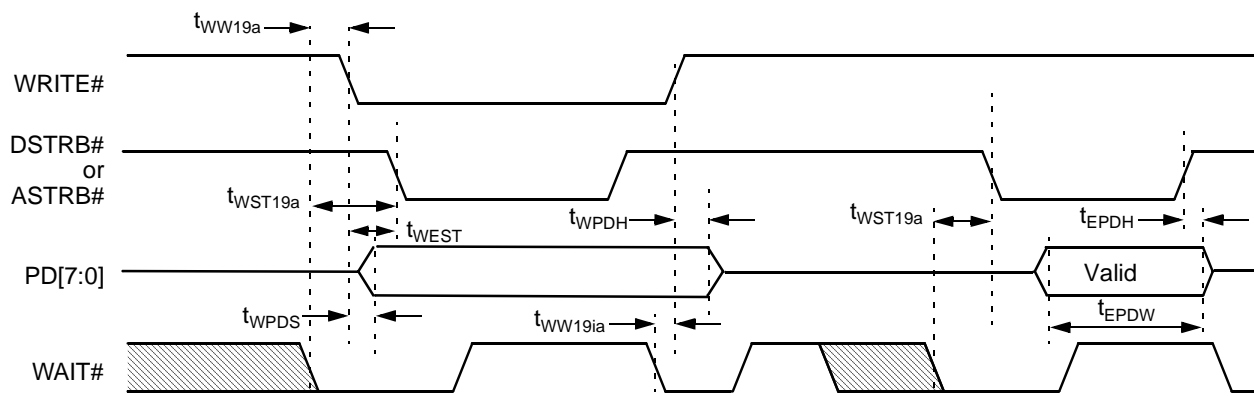 tWW19a
WRITE#
DSTRB#
or
ASTRB#
tWST19a
tWEST
tWPDH
tWST19a
tEPDH
PD[7:0]
Valid
tWPDS
tWW19ia
tEPDW
WAIT#